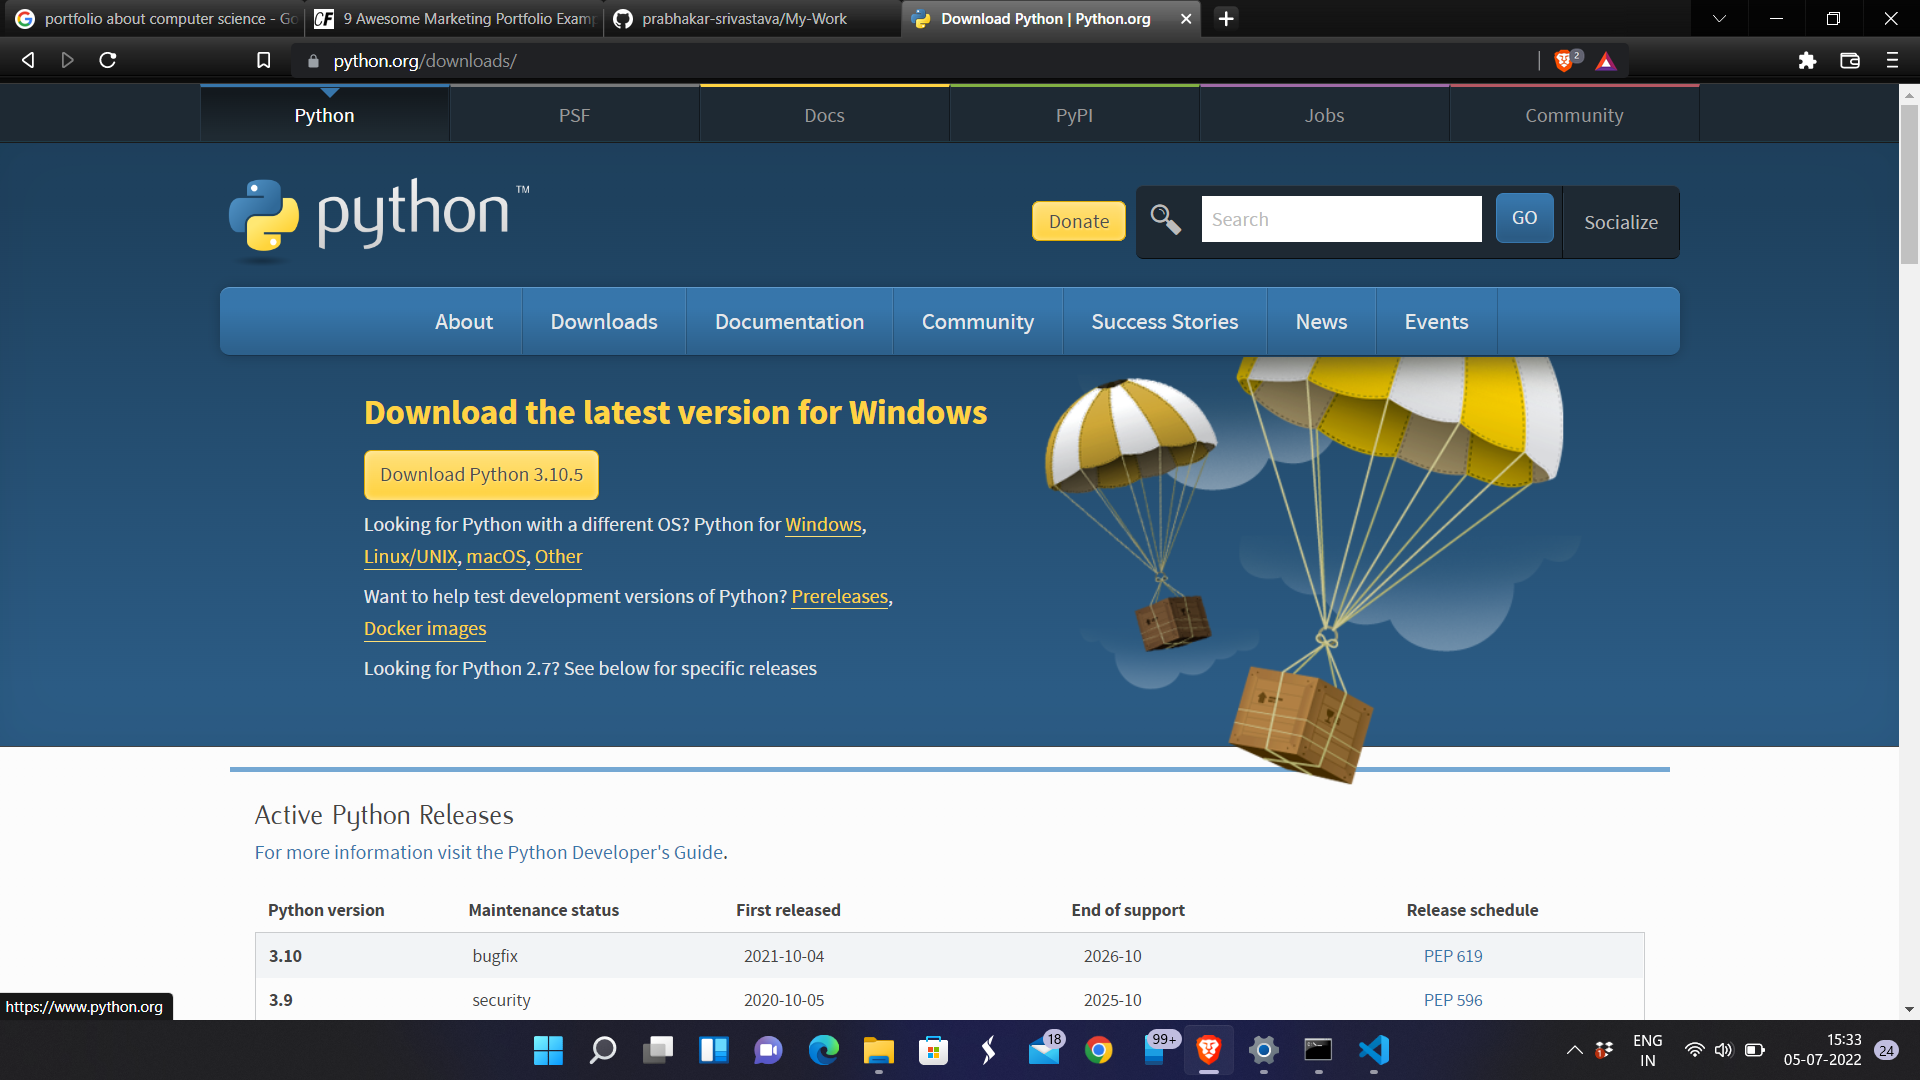 portfolio about computer science - Go
CF 9 Awesome Marketing Portfolio Examp
prabhakar-srivastava/My-Work
Download Python | Python.org
python.org/downloads/
2
Python
PSF
Docs
PyPI
Jobs
Community
python™
Donate
Search
GO
Socialize
About
Downloads
Documentation
Community
Success Stories
News
Events
Download the latest version for Windows
Download Python 3.10.5
Looking for Python with a different OS? Python for Windows,
Linux/UNIX, macOS, Other
Want to help test development versions of Python? Prereleases,
Docker images
Looking for Python 2.7? See below for specific releases
Active Python Releases
For more information visit the Python Developer's Guide.
Python version Maintenance status First released End of support Release schedule
3.10 bugfix 2021-10-04 2026-10 PEP 619
3.9 security 2020-10-05 2025-10 PEP 596
https://www.python.org
18
99+
ENG
IN
15:33
05-07-2022
24